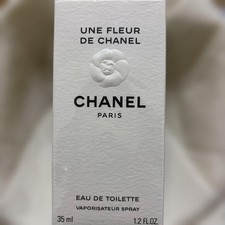 UNE FLEUR
DE CHANEL
CHANEL
PARIS
EAU DE TOILETTE
VAPORISATEUR SPRAY
35 ml 1.2 FL.OZ